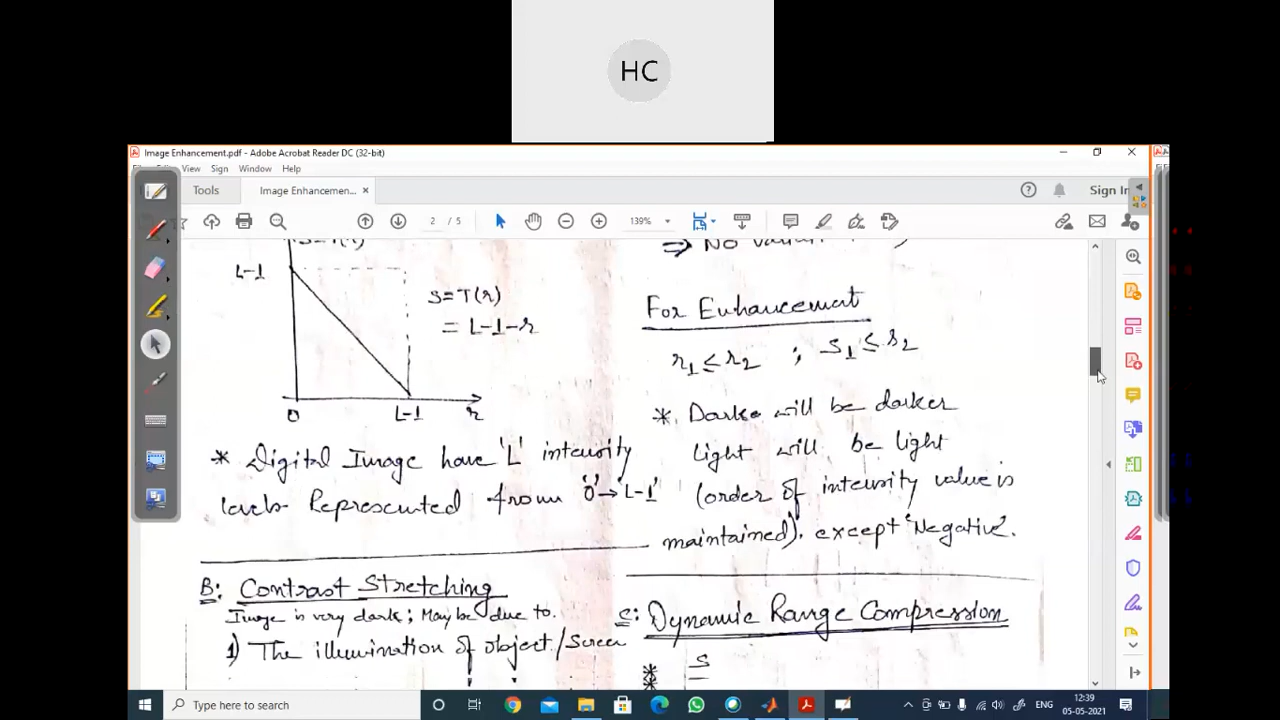 HC
Image Enhancement.pdf - Adobe Acrobat Reader DC (32-bit)
View Sign Window Help
Tools
Image Enhancemen... ×
Sign In
2 / 5
139%
S=T(r)
⇒ No
L-1
S=T(r)
= L-1-r
0 L-1 r
* Digital Image have 'L' intensity
levels Represented from '0'→'L-1'
For Enhancement
r1 ≤ r2 ; S1 ≤ S2
* Darke will be darker
Light will be light
(order of intensity value is
maintained). except 'Negative'.
B: Contrast Stretching
Image is very dark; May be due to.
1) The illumination of object/Screen
C: Dynamic Range Compression
* S
*
Type here to search
ENG
12:39
05-05-2021